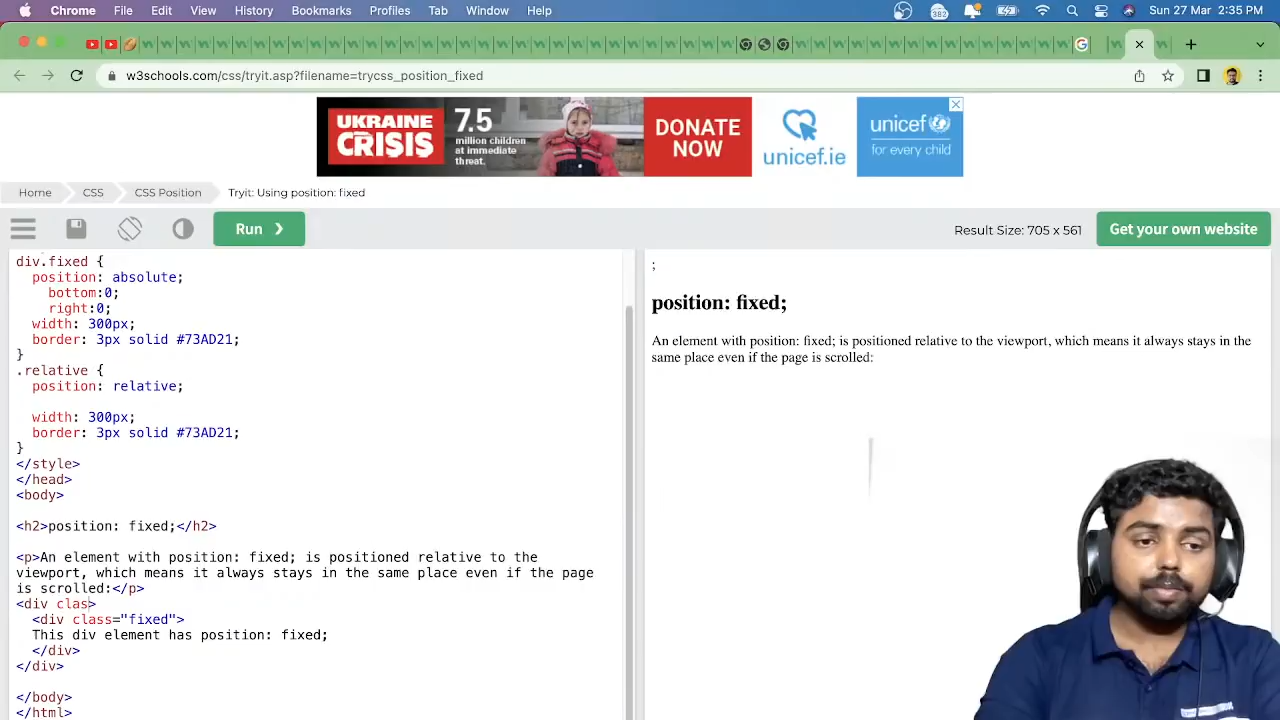 Chrome File Edit View History Bookmarks Profiles Tab Window Help 382 Sun 27 Mar 2:35 PM
w3schools.com/css/tryit.asp?filename=trycss_position_fixed
UKRAINE
CRISIS
7.5
million children
at immediate
threat.
DONATE
NOW
unicef.ie
unicef
for every child
Home CSS CSS Position Tryit: Using position: fixed
Run ❯ Result Size: 705 x 561 Get your own website
div.fixed {
position: absolute;
bottom:0;
right:0;
width: 300px;
border: 3px solid #73AD21;
}
.relative {
position: relative;
width: 300px;
border: 3px solid #73AD21;
}
</style>
</head>
<body>
<h2>position: fixed;</h2>
<p>An element with position: fixed; is positioned relative to the
viewport, which means it always stays in the same place even if the page
is scrolled:</p>
<div clas>
<div class="fixed">
This div element has position: fixed;
</div>
</div>
</body>
</html>
;
position: fixed;
An element with position: fixed; is positioned relative to the viewport, which means it always stays in the
same place even if the page is scrolled: